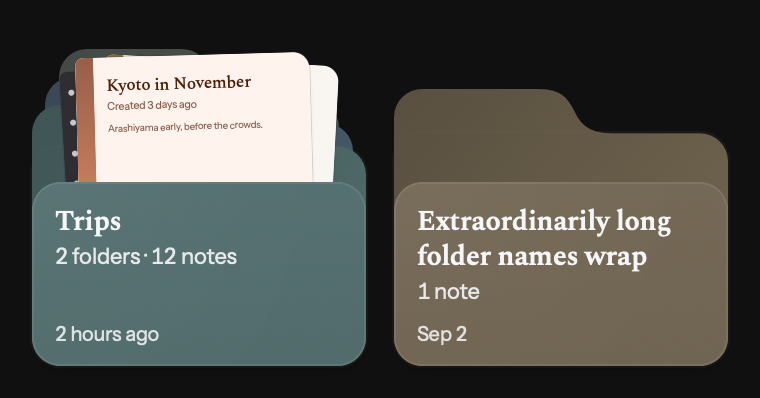 Kyoto in November
Created 3 days ago
Arashiyama early, before the crowds.
Trips
2 folders · 12 notes
2 hours ago
Extraordinarily long
folder names wrap
1 note
Sep 2